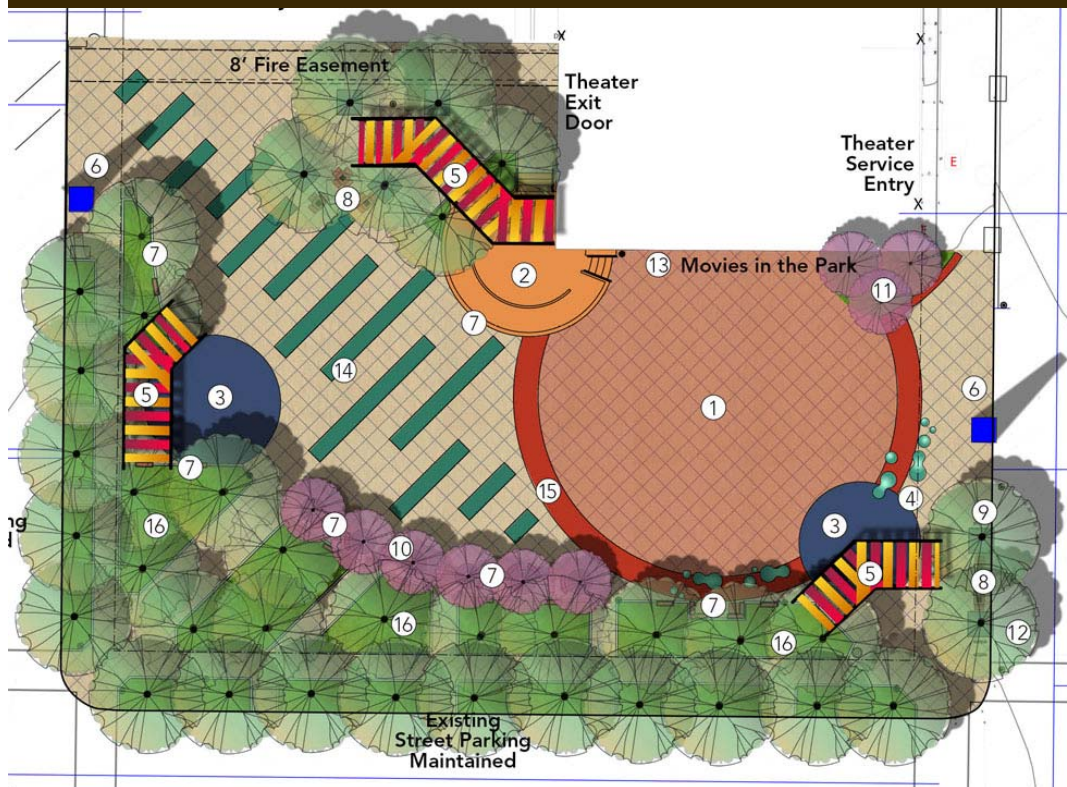 8' Fire Easement
X
X
Theater
Exit
Door
Theater
Service
Entry
E
X
6
5
8
7
2
13 Movies in the Park
11
7
14
5
3
6
1
7
15
4
3
9
16
7
10
7
5
8
7
16
16
12
Existing
Street Parking
Maintained